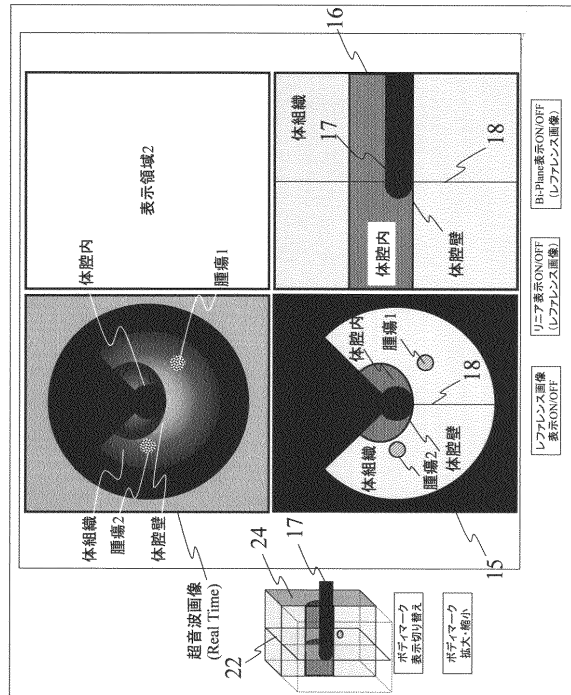 表示領域2
体腔内
腫瘍1
体組織
腫瘍2
体腔壁
超音波画像
(Real Time)
22
24
17
ボディマーク
表示切り替え
ボディマーク
拡大・縮小
体腔内
腫瘍1
体組織
腫瘍2
体腔壁
18
15
体組織
17
16
体腔内
体腔壁
18
レファレンス画像
表示ON/OFF
リニア表示ON/OFF
(レファレンス画像)
Bi-Plane表示ON/OFF
(レファレンス画像)